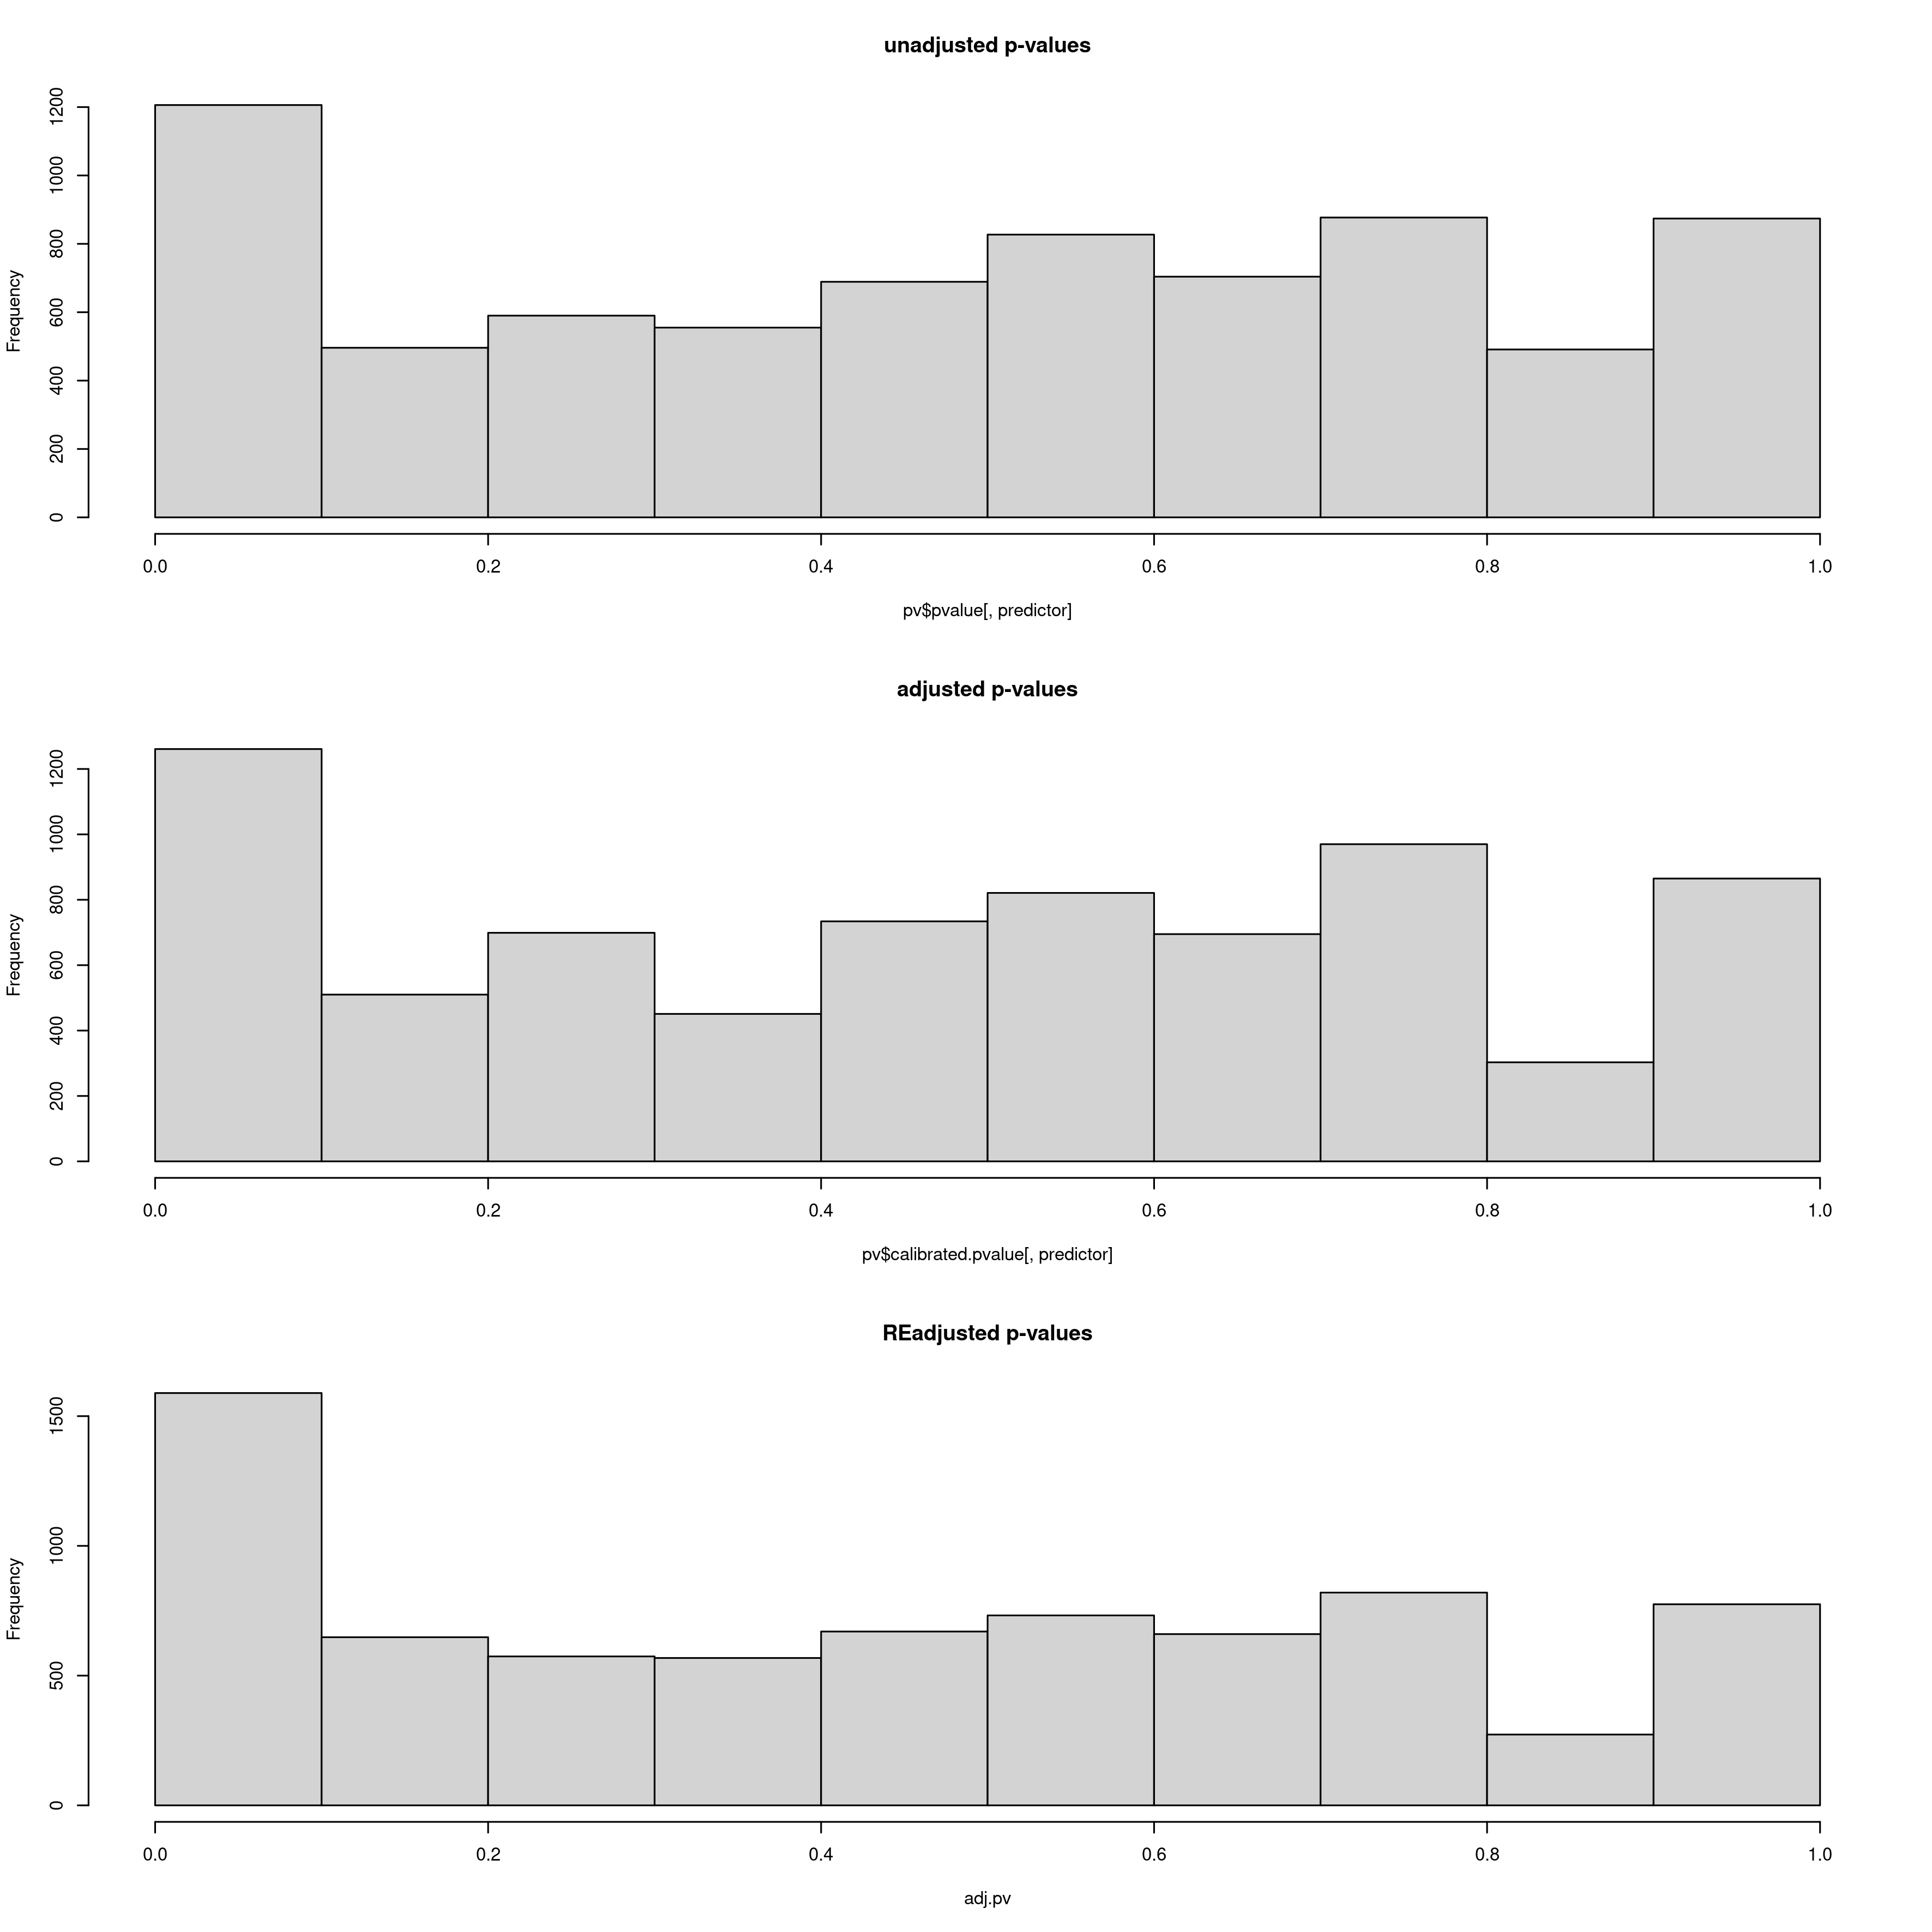 unadjusted p-values
1200
1000
800
600
400
200
0
Frequency
0.0 0.2 0.4 0.6 0.8 1.0
pv$pvalue[, predictor]
adjusted p-values
1200
1000
800
600
400
200
0
Frequency
0.0 0.2 0.4 0.6 0.8 1.0
pv$calibrated.pvalue[, predictor]
REadjusted p-values
1500
1000
500
0
Frequency
0.0 0.2 0.4 0.6 0.8 1.0
adj.pv